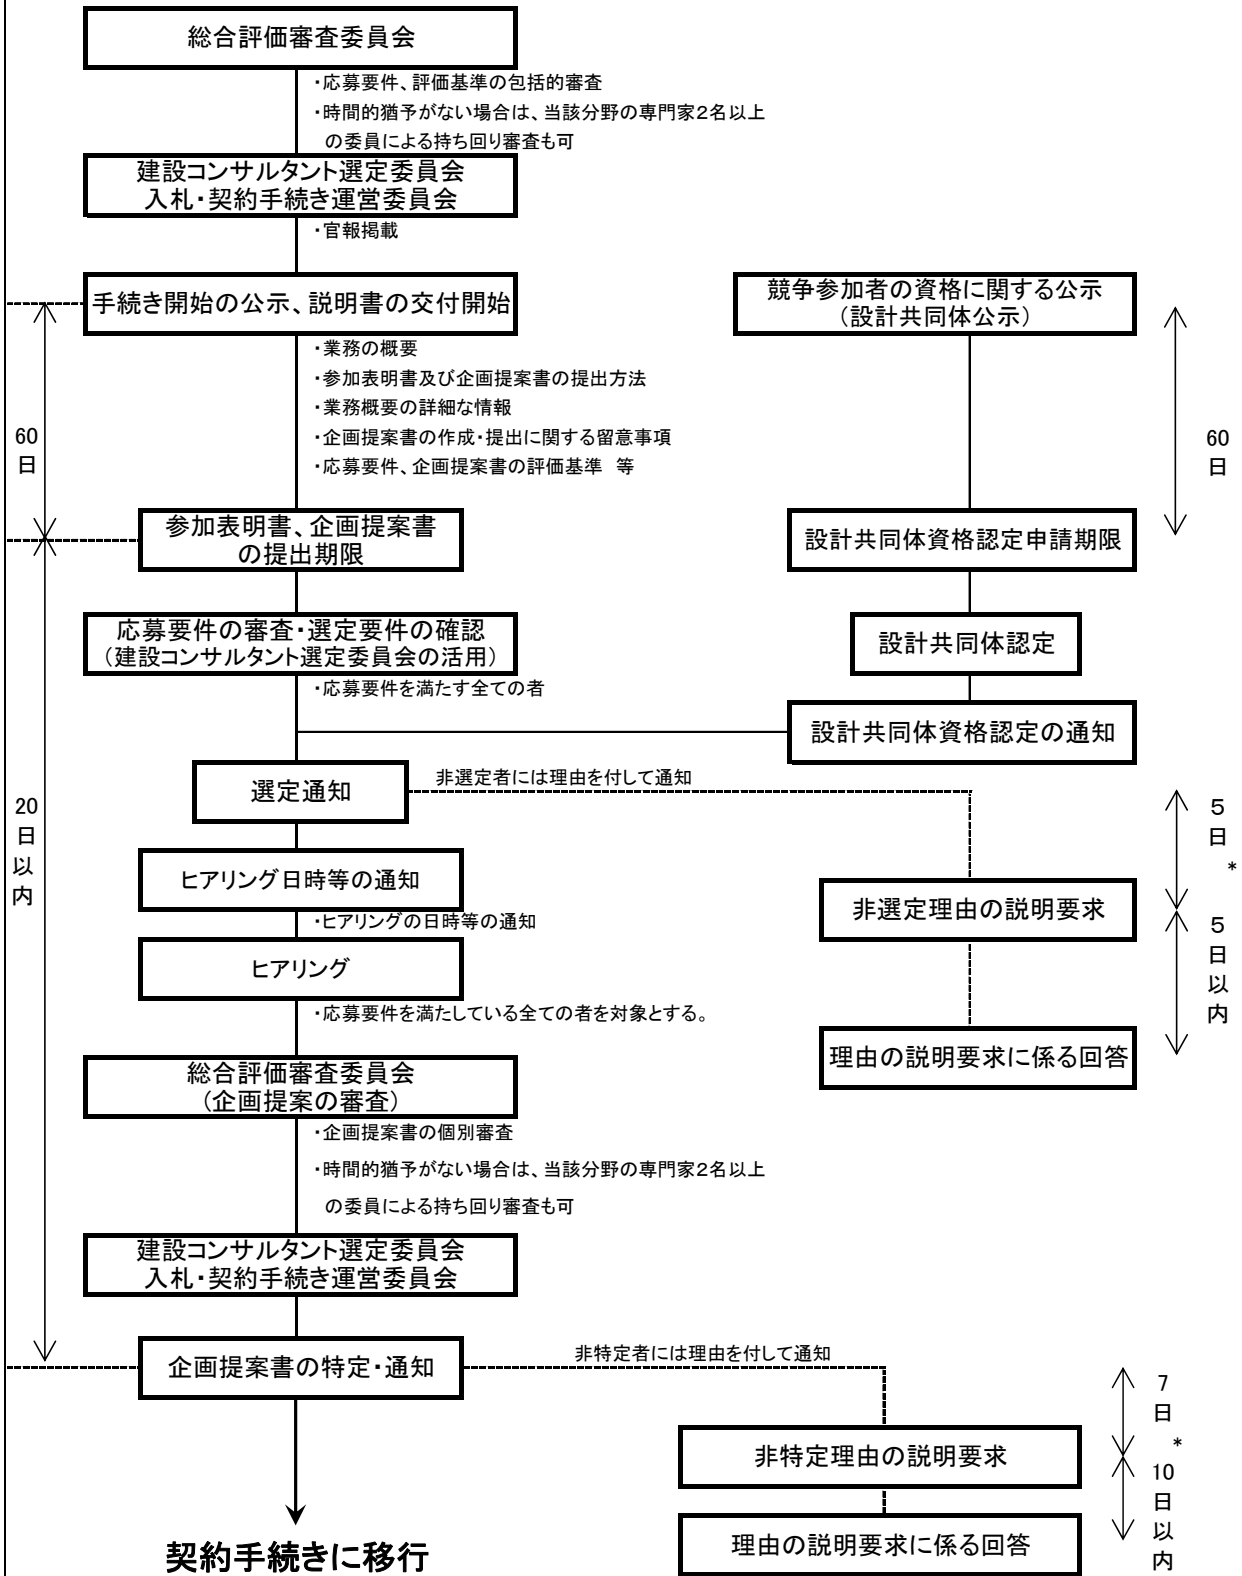 総合評価審査委員会
・応募要件、評価基準の包括的審査
・時間的猶予がない場合は、当該分野の専門家2名以上
の委員による持ち回り審査も可
建設コンサルタント選定委員会
入札・契約手続き運営委員会
・官報掲載
手続き開始の公示、説明書の交付開始
競争参加者の資格に関する公示
（設計共同体公示）
・業務の概要
・参加表明書及び企画提案書の提出方法
・業務概要の詳細な情報
・企画提案書の作成・提出に関する留意事項
・応募要件、企画提案書の評価基準　等
60日
60日
参加表明書、企画提案書
の提出期限
設計共同体資格認定申請期限
応募要件の審査・選定要件の確認
（建設コンサルタント選定委員会の活用）
・応募要件を満たす全ての者
設計共同体認定
設計共同体資格認定の通知
選定通知
非選定者には理由を付して通知
20日以内
5日*
ヒアリング日時等の通知
・ヒアリングの日時等の通知
非選定理由の説明要求
5日以内
ヒアリング
・応募要件を満たしている全ての者を対象とする。
理由の説明要求に係る回答
総合評価審査委員会
（企画提案の審査）
・企画提案書の個別審査
・時間的猶予がない場合は、当該分野の専門家2名以上
の委員による持ち回り審査も可
建設コンサルタント選定委員会
入札・契約手続き運営委員会
企画提案書の特定・通知
非特定者には理由を付して通知
7日*
非特定理由の説明要求
10日以内
理由の説明要求に係る回答
契約手続きに移行